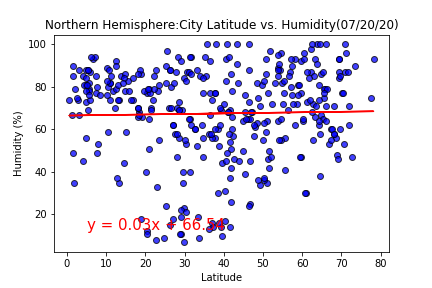 Northern Hemisphere:City Latitude vs. Humidity(07/20/20)
100
80
60
40
20
Humidity (%)
y = 0.03x + 66.54
0 10 20 30 40 50 60 70 80
Latitude